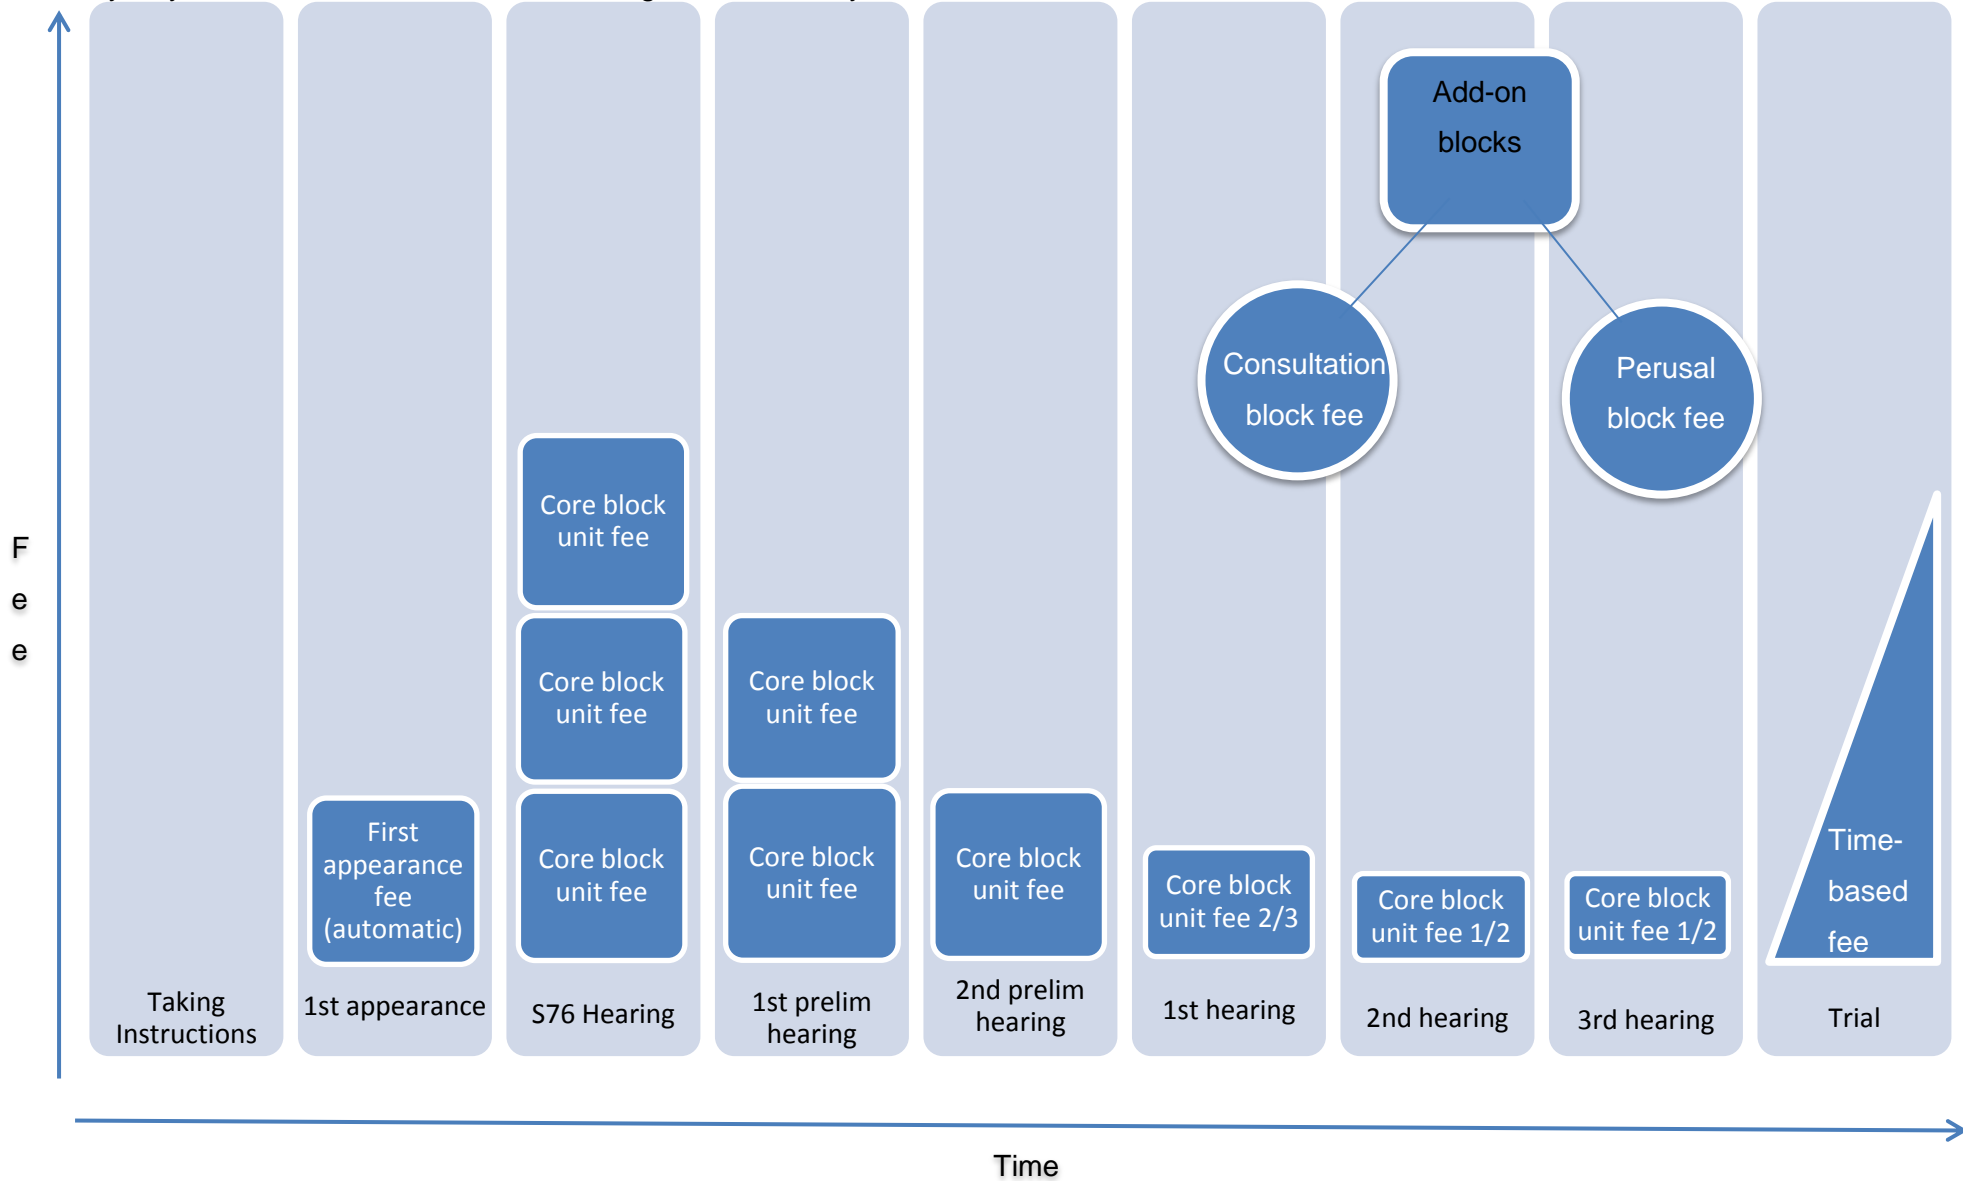 Add-on
blocks
Consultation
block fee
Perusal
block fee
F
e
e
Core block
unit fee
Core block
unit fee
Core block
unit fee
First
appearance
fee
(automatic)
Core block
unit fee
Core block
unit fee
Core block
unit fee
Core block
unit fee
Core block
unit fee 2/3
Core block
unit fee 1/2
Core block
unit fee 1/2
Time-
based
fee
Taking
Instructions
1st appearance
S76 Hearing
1st prelim
hearing
2nd prelim
hearing
1st hearing
2nd hearing
3rd hearing
Trial
Time